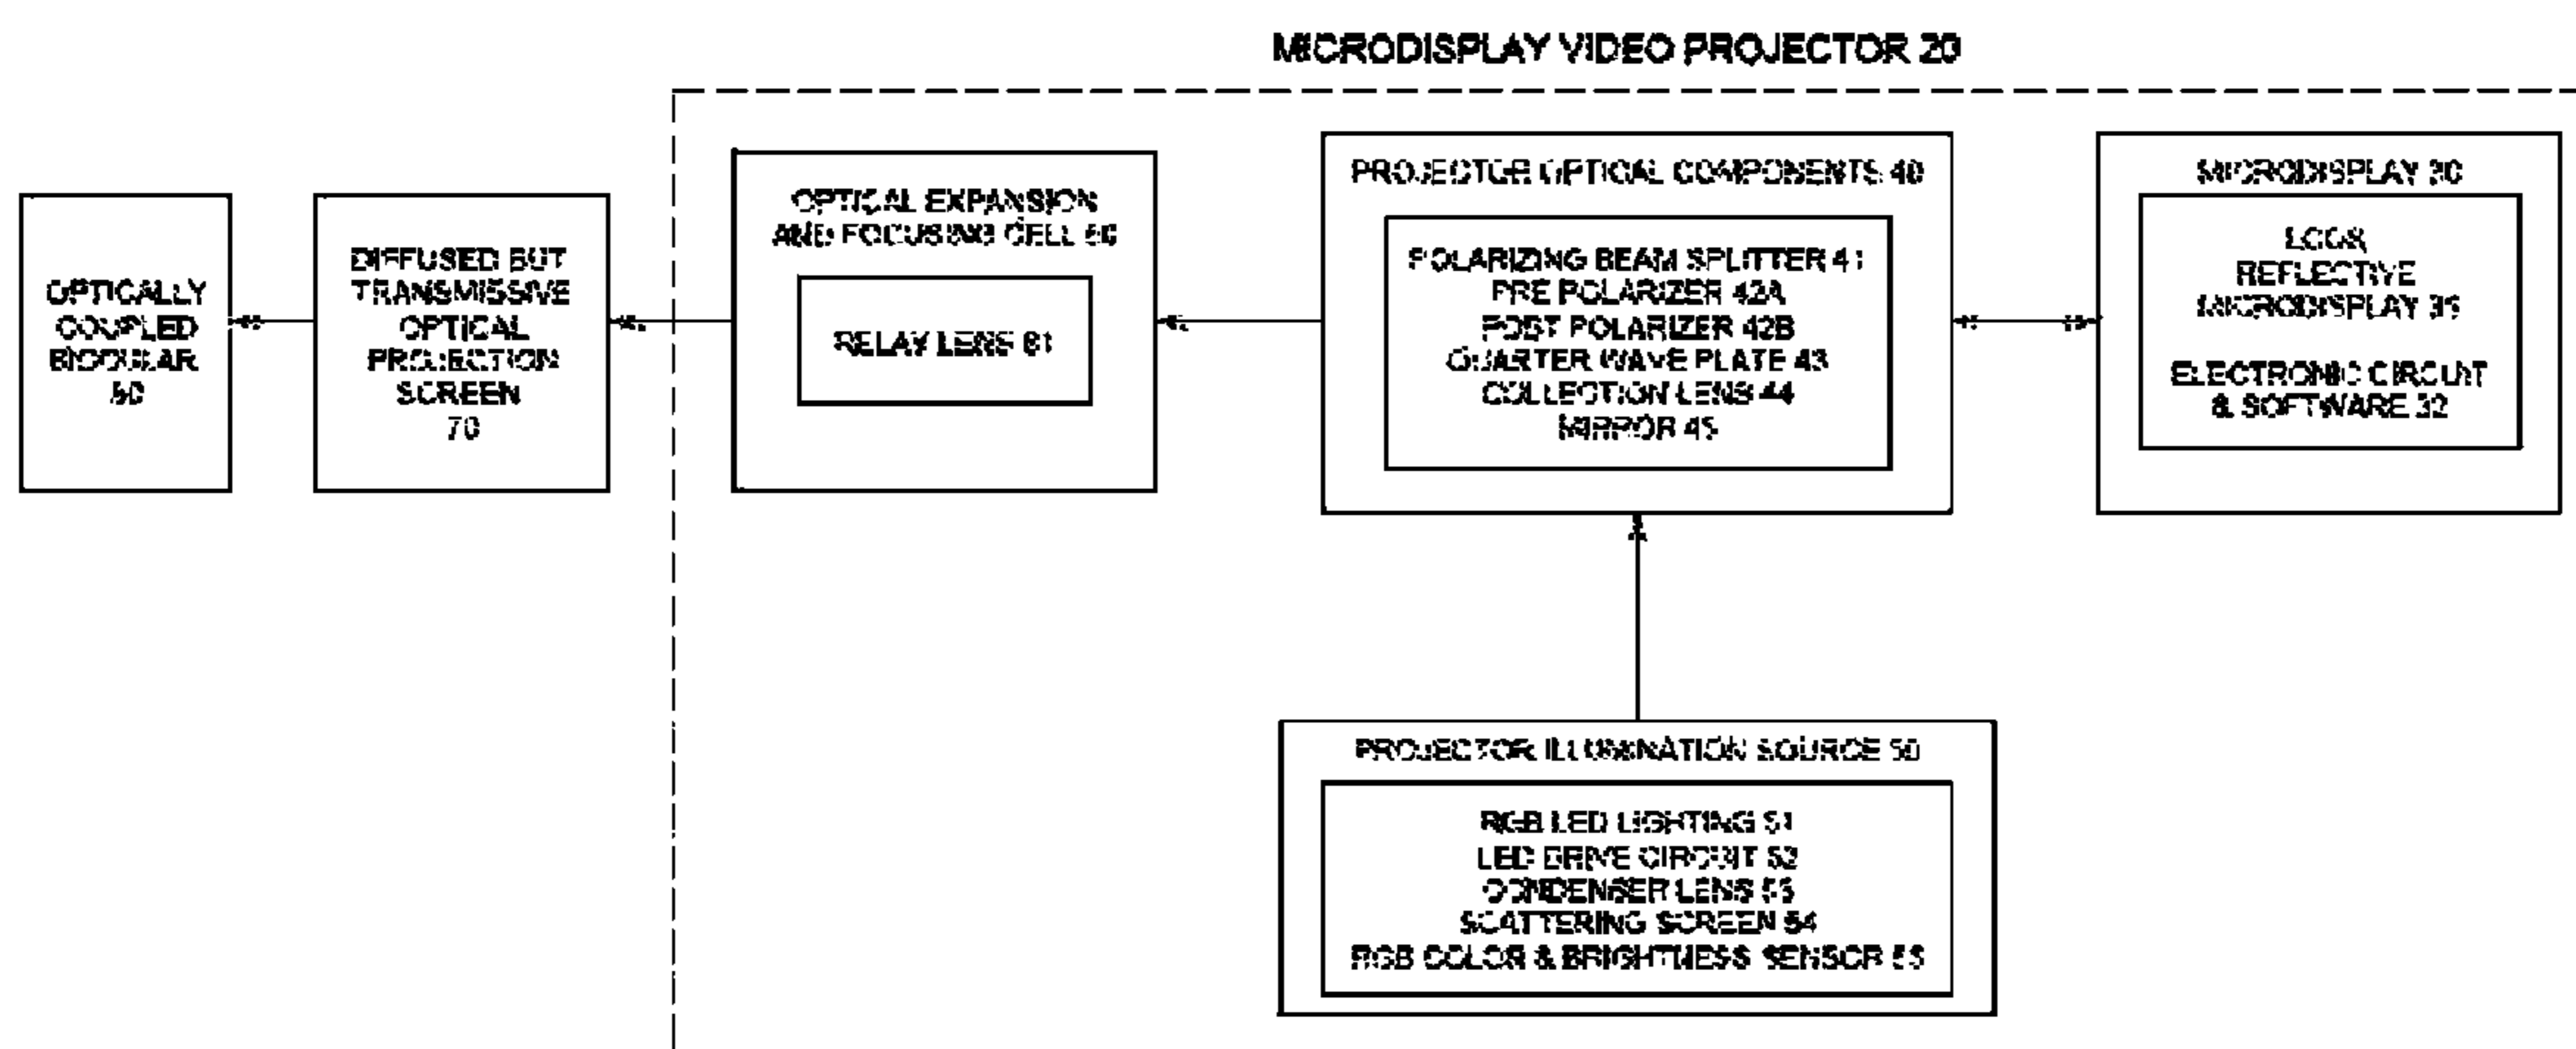 MICRODISPLAY VIDEO PROJECTOR 20
OPTICALLY
COUPLED
BIOCULAR
DIFFUSED BUT
TRANSMISSIVE
OPTICAL
PROJECTION
SCREEN
70
OPTICAL EXPANSION
AND FOCUSING CELL 60
RELAY LENS 61
PROJECTOR OPTICAL COMPONENTS 40
POLARIZING BEAM SPLITTER 41
PRE POLARIZER 42A
POST POLARIZER 42B
QUARTER WAVE PLATE 43
COLLECTION LENS 44
MIRROR 45
MICRODISPLAY 30
LCOS
REFLECTIVE
MICRODISPLAY
ELECTRONIC CIRCUIT
& SOFTWARE 32
PROJECTOR ILLUMINATION SOURCE 50
RGB LED LIGHTING 51
LED DRIVE CIRCUIT 52
CONDENSER LENS 53
SCATTERING SCREEN 54
RGB COLOR & BRIGHTNESS SENSOR